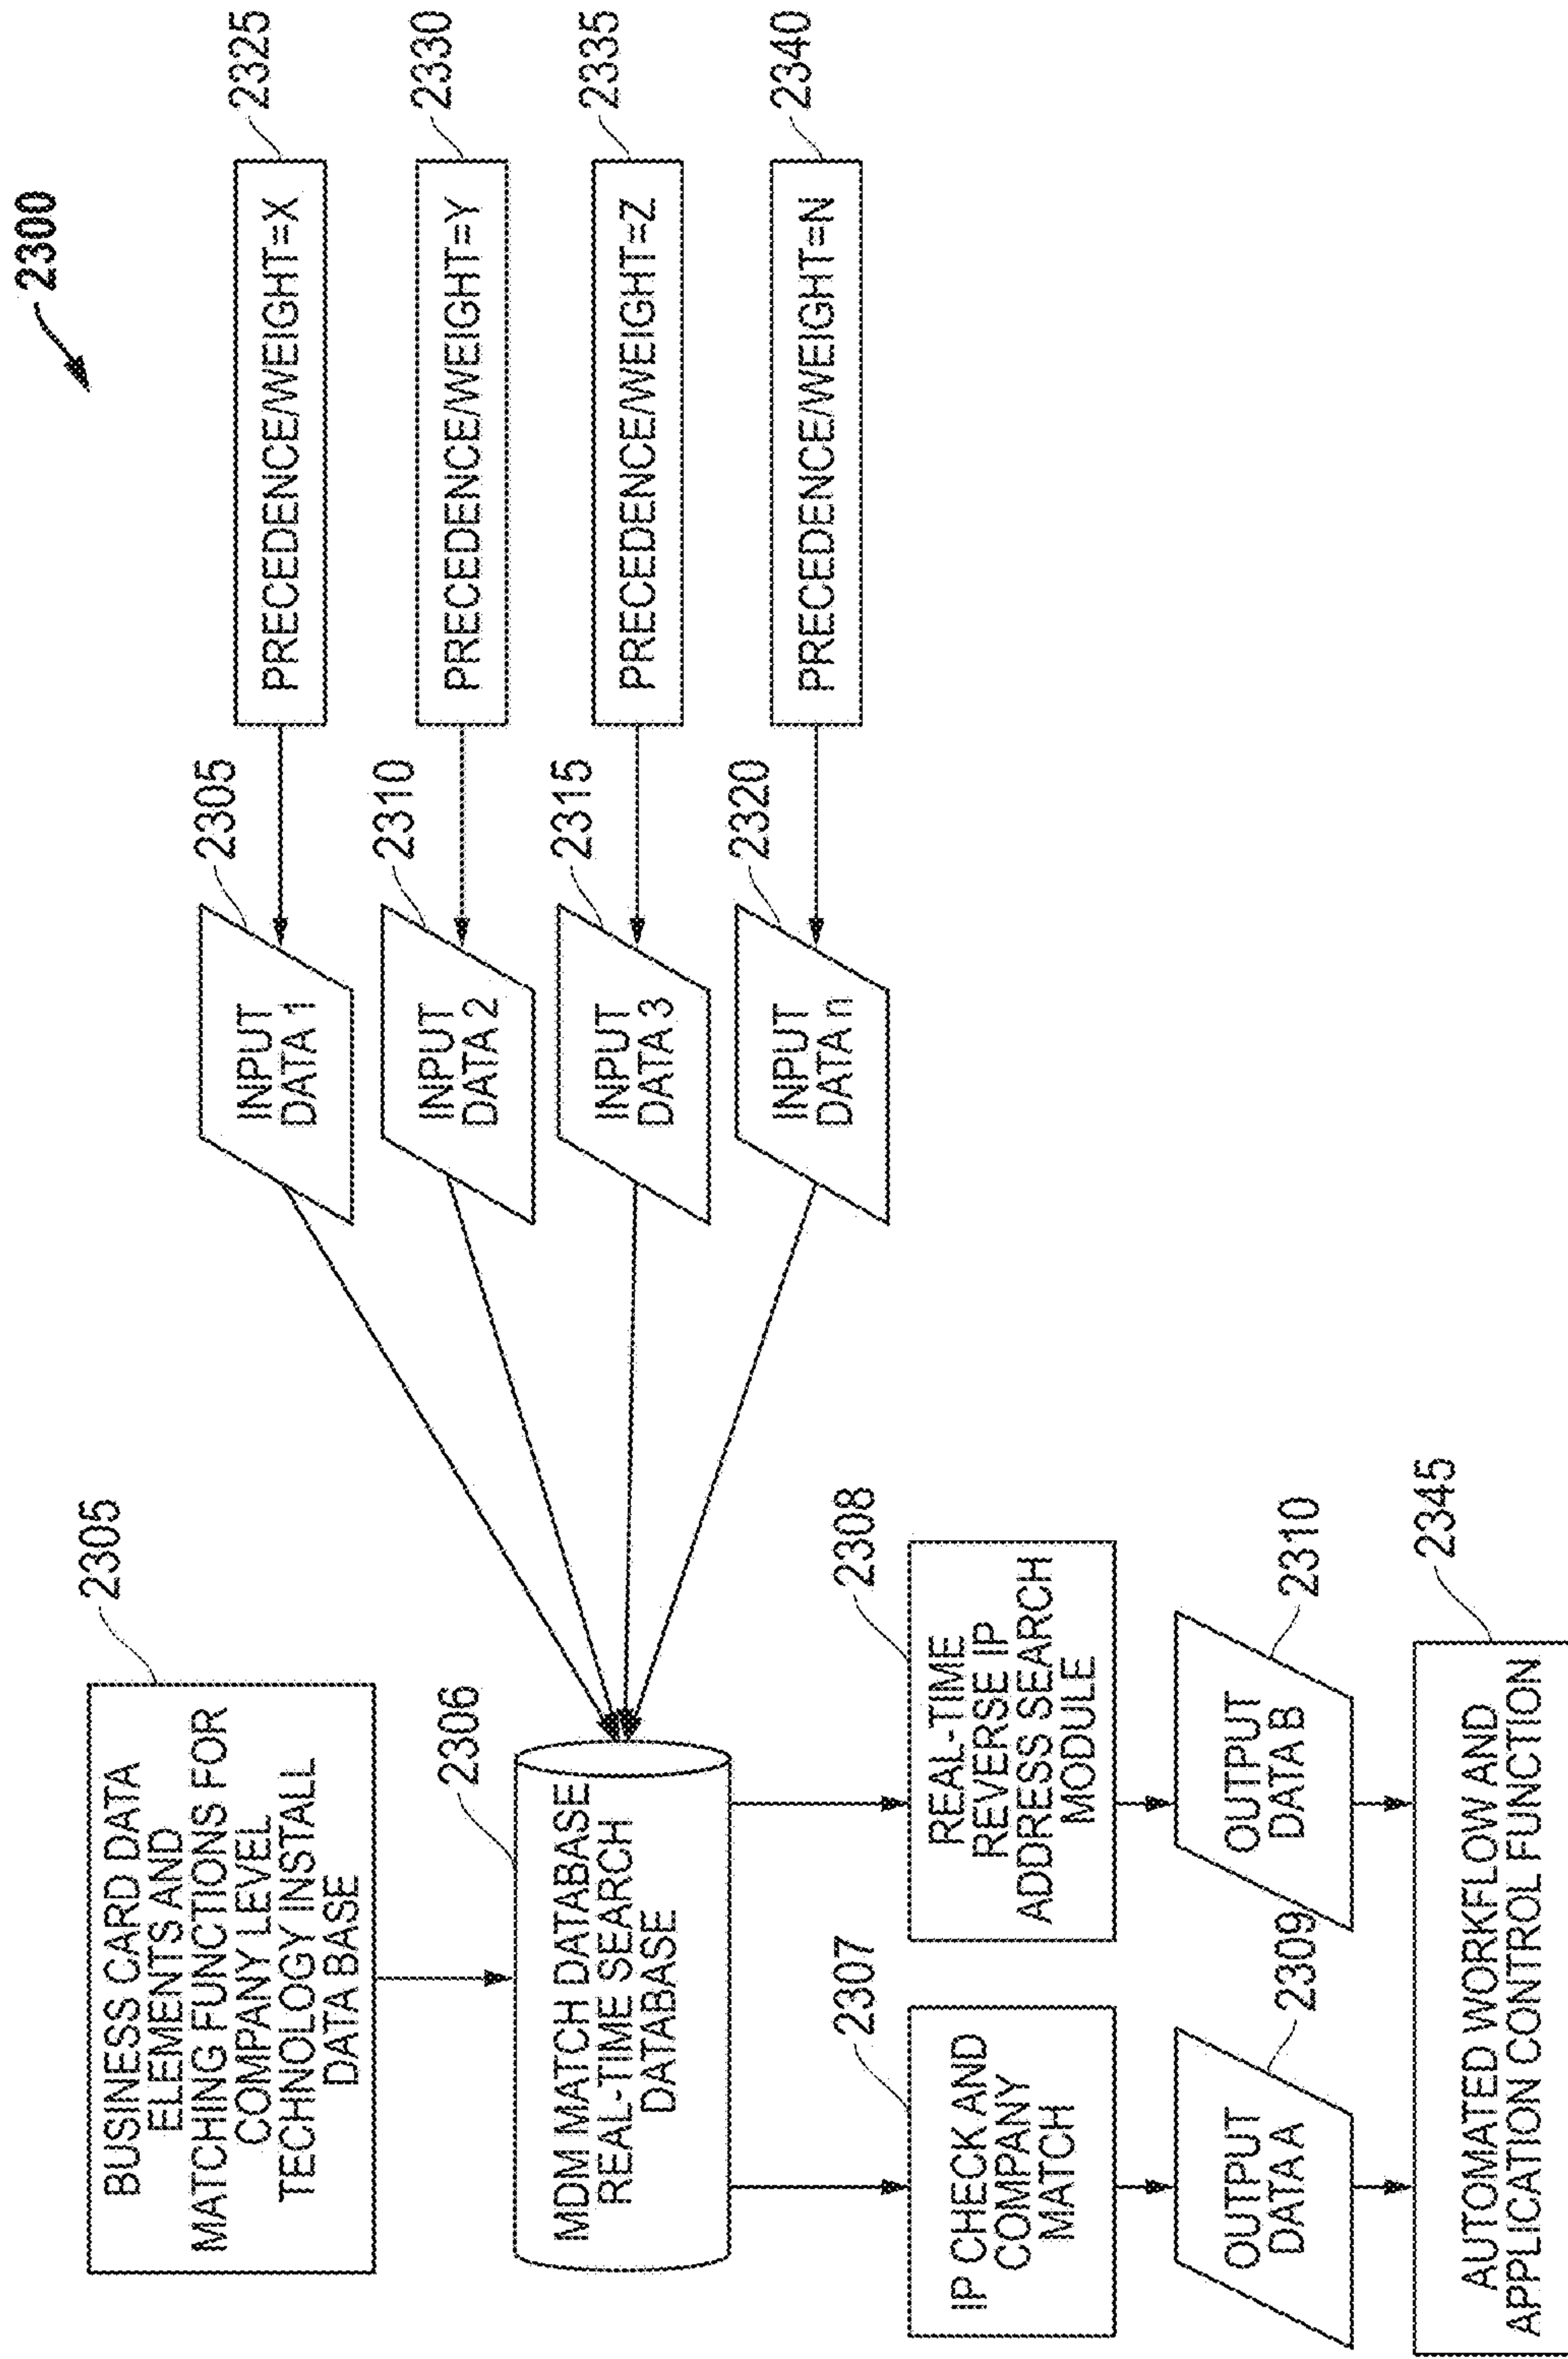 2300
2305
BUSINESS CARD DATA
ELEMENTS AND
MATCHING FUNCTIONS FOR
COMPANY LEVEL
TECHNOLOGY INSTALL
DATA BASE
2306
MDM MATCH DATABASE
REAL-TIME SEARCH
DATABASE
2305
INPUT
DATA 1
PRECEDENCE/WEIGHT=X
2325
2310
INPUT
DATA 2
PRECEDENCE/WEIGHT=Y
2330
2315
INPUT
DATA 3
PRECEDENCE/WEIGHT=Z
2335
2320
INPUT
DATA n
PRECEDENCE/WEIGHT=N
2340
2307
IP CHECK AND
COMPANY
MATCH
2308
REAL-TIME
REVERSE IP
ADDRESS SEARCH
MODULE
OUTPUT
DATA A
2309
OUTPUT
DATA B
2310
2345
AUTOMATED WORKFLOW AND
APPLICATION CONTROL FUNCTION